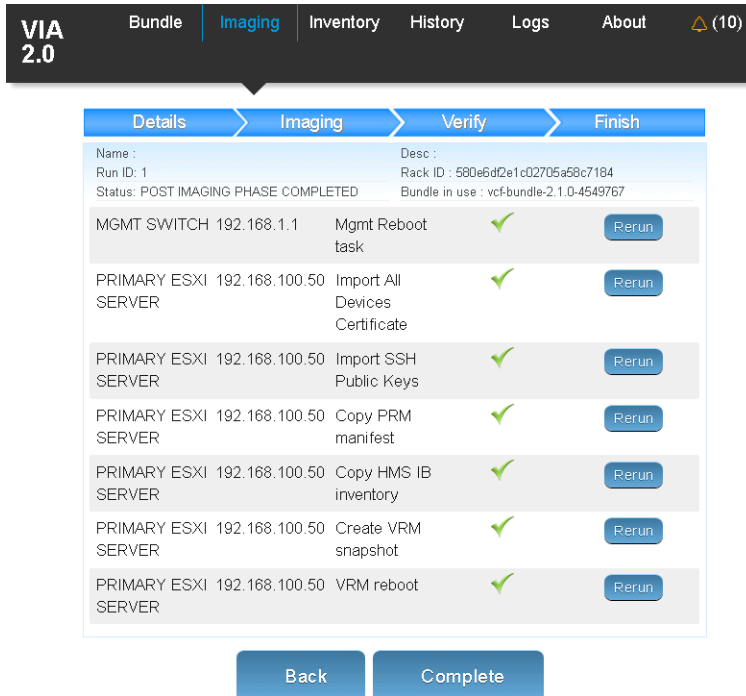 VIA 2.0
Bundle Imaging Inventory History Logs About (10)
Details Imaging Verify Finish
Name : Desc :
Run ID: 1 Rack ID : 580e6df2e1c02705a58c7184
Status: POST IMAGING PHASE COMPLETED Bundle in use : vcf-bundle-2.1.0-4549767
MGMT SWITCH 192.168.1.1 Mgmt Reboot task Rerun
PRIMARY ESXI SERVER 192.168.100.50 Import All Devices Certificate Rerun
PRIMARY ESXI SERVER 192.168.100.50 Import SSH Public Keys Rerun
PRIMARY ESXI SERVER 192.168.100.50 Copy PRM manifest Rerun
PRIMARY ESXI SERVER 192.168.100.50 Copy HMS IB inventory Rerun
PRIMARY ESXI SERVER 192.168.100.50 Create VRM snapshot Rerun
PRIMARY ESXI SERVER 192.168.100.50 VRM reboot Rerun
Back Complete